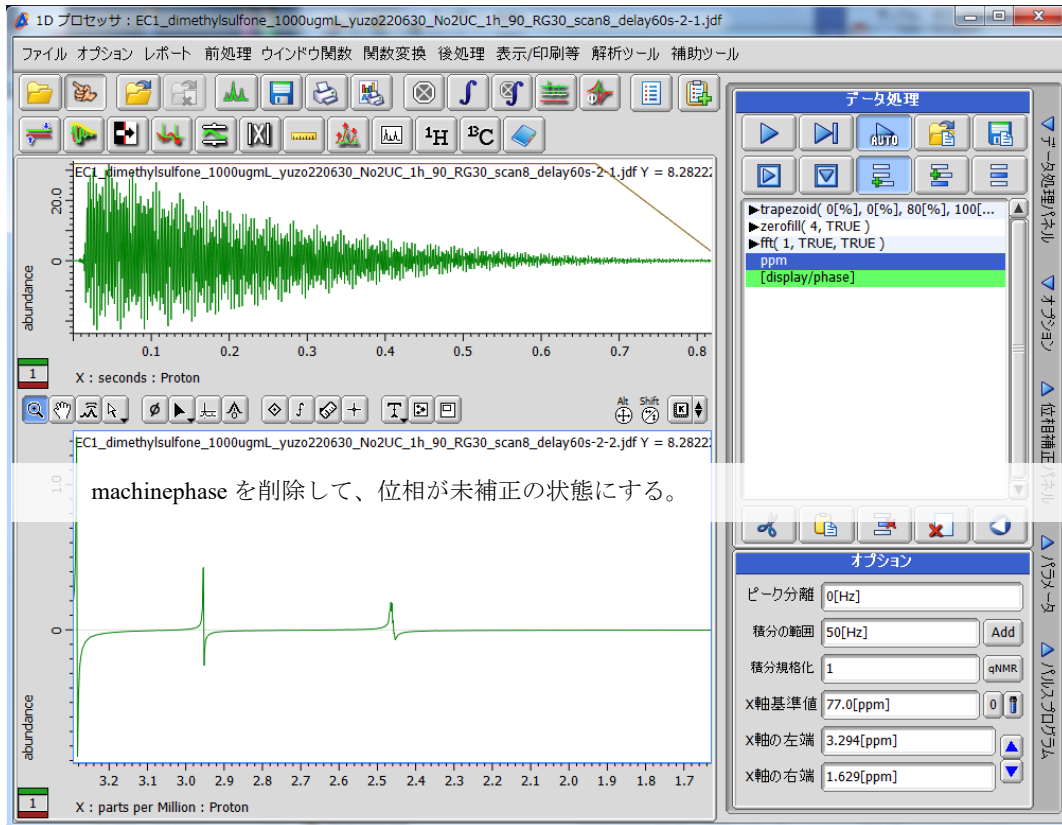 1D プロセッサ : EC1_dimethylsulfone_1000ugmL_yuzo220630_No2UC_1h_90_RG30_scan8_delay60s-2-1.jdf
ファイル オプション レポート 前処理 ウインドウ関数 関数変換 後処理 表示/印刷等 解析ツール 補助ツール
¹H ¹³C
EC1_dimethylsulfone_1000ugmL_yuzo220630_No2UC_1h_90_RG30_scan8_delay60s-2-1.jdf Y = 8.28222
abundance
0 20.0
0.1 0.2 0.3 0.4 0.5 0.6 0.7 0.8
1
X : seconds : Proton
Alt Shift
EC1_dimethylsulfone_1000ugmL_yuzo220630_No2UC_1h_90_RG30_scan8_delay60s-2-2.jdf Y = 8.2822
machinephase を削除して、位相が未補正の状態にする。
abundance
0 1.0
3.2 3.1 3.0 2.9 2.8 2.7 2.6 2.5 2.4 2.3 2.2 2.1 2.0 1.9 1.8 1.7
1
X : parts per Million : Proton
データ処理
AUTO
trapezoid( 0[%], 0[%], 80[%], 100[...
zerofill( 4, TRUE )
fft( 1, TRUE, TRUE )
ppm
[display/phase]
オプション
ピーク分離 0[Hz]
積分の範囲 50[Hz] Add
積分規格化 1 qNMR
X軸基準値 77.0[ppm] 0
X軸の左端 3.294[ppm]
X軸の右端 1.629[ppm]
データ処理パネル
オプション
位相補正パネル
パラメータ
パルスプログラム